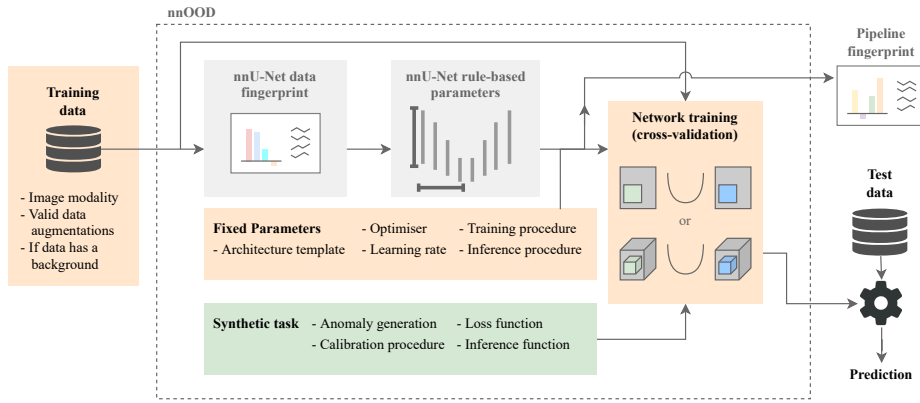 nnOOD
Training
data
- Image modality
- Valid data
augmentations
- If data has a
background
nnU-Net data
fingerprint
nnU-Net rule-based
parameters
Fixed Parameters
- Architecture template
- Optimiser
- Learning rate
- Training procedure
- Inference procedure
Synthetic task
- Anomaly generation
- Calibration procedure
- Loss function
- Inference function
Network training
(cross-validation)
or
Pipeline
fingerprint
Test
data
Prediction